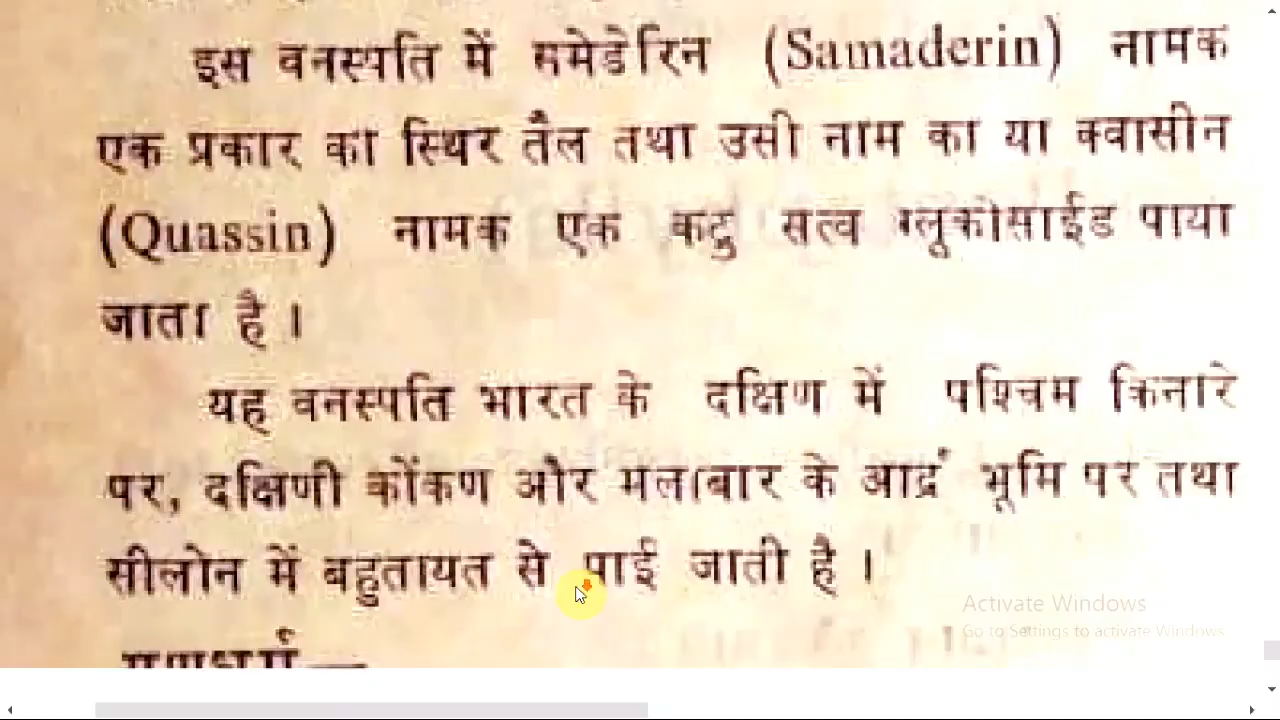 इस वनस्पति में समेडेरिन (Samaderin) नामक
एक प्रकार का स्थिर तैल तथा उसी नाम का या क्वासीन
(Quassin) नामक एक कटु सत्व ग्लूकोसाईड पाया
जाता है ।
यह वनस्पति भारत के दक्षिण में पश्चिम किनारे
पर, दक्षिणी कोंकण और मलाबार के आर्द्र भूमि पर तथा
सीलोन में बहुतायत से पाई जाती है ।
Activate Windows
Go to Settings to activate Windows.
गुणधर्म—